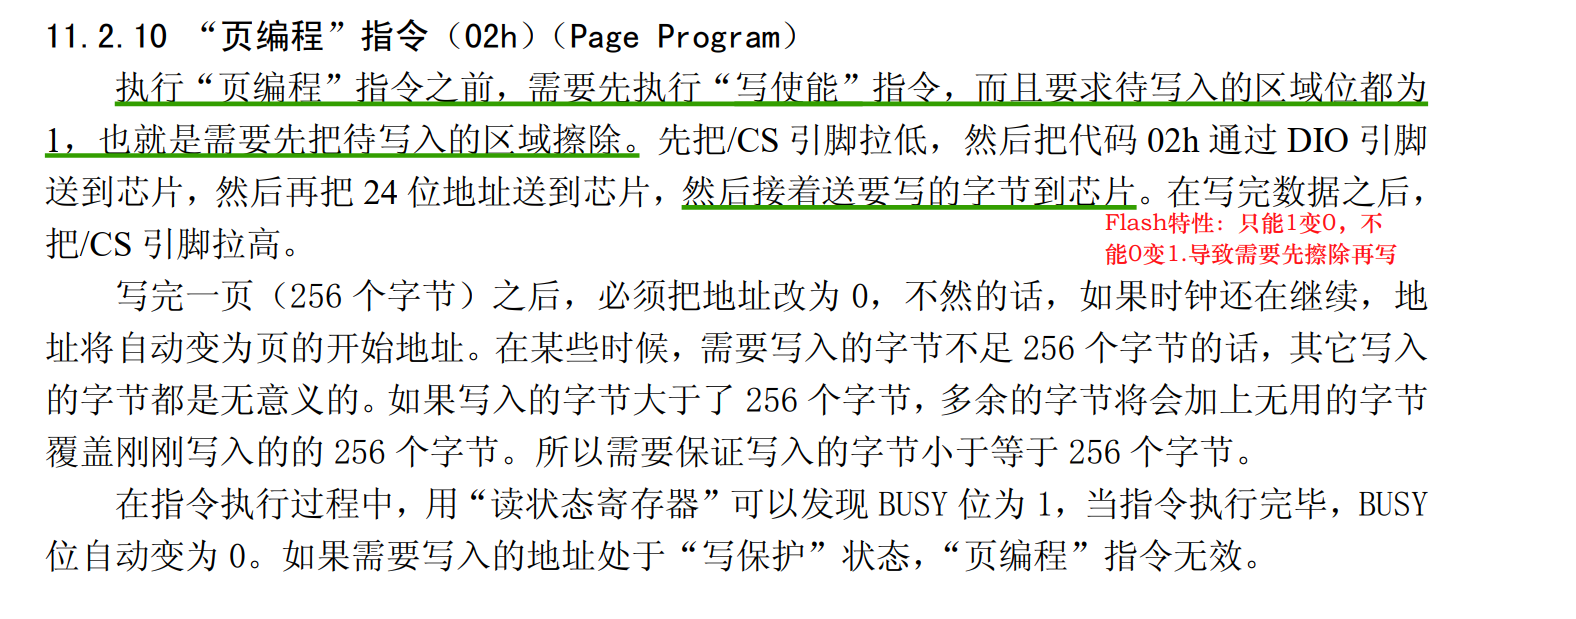 11.2.10 “页编程”指令（02h）（Page Program）
执行“页编程”指令之前，需要先执行“写使能”指令，而且要求待写入的区域位都为
1，也就是需要先把待写入的区域擦除。先把/CS 引脚拉低，然后把代码 02h 通过 DIO 引脚
送到芯片，然后再把 24 位地址送到芯片，然后接着送要写的字节到芯片。在写完数据之后，
Flash特性：只能1变0，不
把/CS 引脚拉高。
能0变1.导致需要先擦除再写
写完一页（256 个字节）之后，必须把地址改为 0，不然的话，如果时钟还在继续，地
址将自动变为页的开始地址。在某些时候，需要写入的字节不足 256 个字节的话，其它写入
的字节都是无意义的。如果写入的字节大于了 256 个字节，多余的字节将会加上无用的字节
覆盖刚刚写入的的 256 个字节。所以需要保证写入的字节小于等于 256 个字节。
在指令执行过程中，用“读状态寄存器”可以发现 BUSY 位为 1，当指令执行完毕，BUSY
位自动变为 0。如果需要写入的地址处于“写保护”状态，“页编程”指令无效。